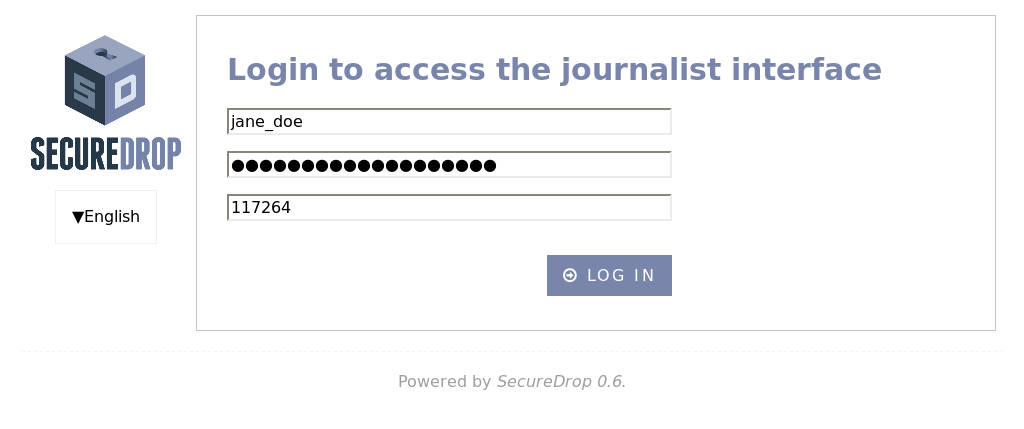 SD
SECUREDROP
▼English
Login to access the journalist interface
jane_doe
●●●●●●●●●●●●●●●●●●●
117264
LOG IN
Powered by SecureDrop 0.6.